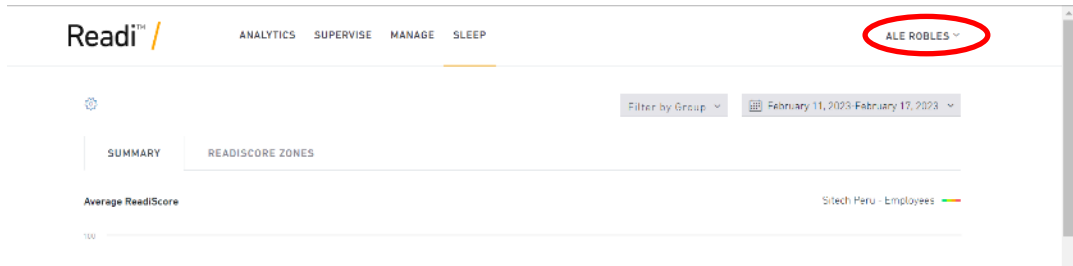 Readi™/ ANALYTICS SUPERVISE MANAGE SLEEP ALE ROBLES
Filter by Group February 11, 2023-February 17, 2023
SUMMARY READISCORE ZONES
Average ReadiScore Sitech Peru - Employees
100